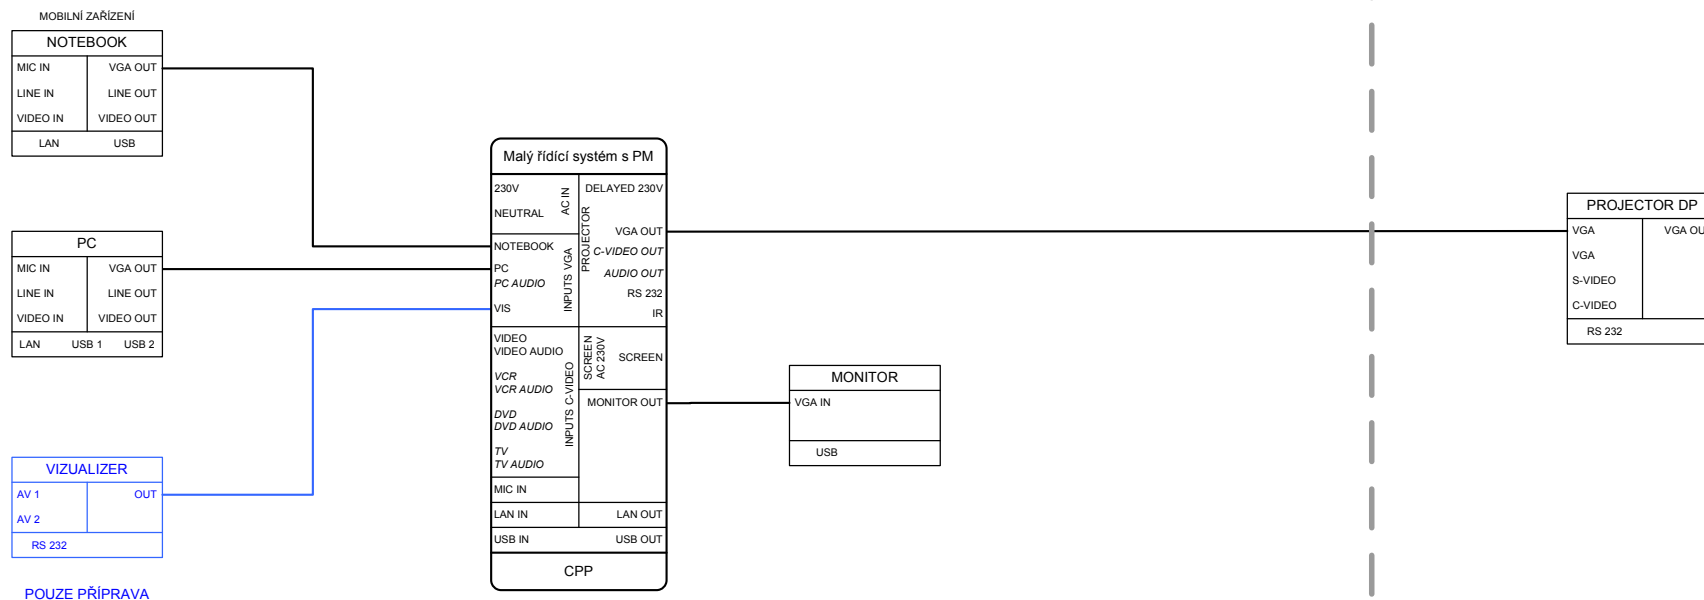 MOBILNÍ ZAŘÍZENÍ
NOTEBOOK
MIC IN VGA OUT
LINE IN LINE OUT
VIDEO IN VIDEO OUT
LAN USB
PC
MIC IN VGA OUT
LINE IN LINE OUT
VIDEO IN VIDEO OUT
LAN USB 1 USB 2
VIZUALIZER
AV 1 OUT
AV 2
RS 232
POUZE PŘÍPRAVA
Malý řídící systém s PM
230V
NEUTRAL
AC IN
NOTEBOOK
PC
PC AUDIO
VIS
INPUTS VGA
VIDEO
VIDEO AUDIO
VCR
VCR AUDIO
DVD
DVD AUDIO
TV
TV AUDIO
INPUTS C-VIDEO
MIC IN
PROJECTOR
DELAYED 230V
VGA OUT
C-VIDEO OUT
AUDIO OUT
RS 232
IR
SCREEN
AC 230V
SCREEN
MONITOR OUT
LAN IN LAN OUT
USB IN USB OUT
CPP
MONITOR
VGA IN
USB
PROJECTOR DP
VGA VGA OU
VGA
S-VIDEO
C-VIDEO
RS 232